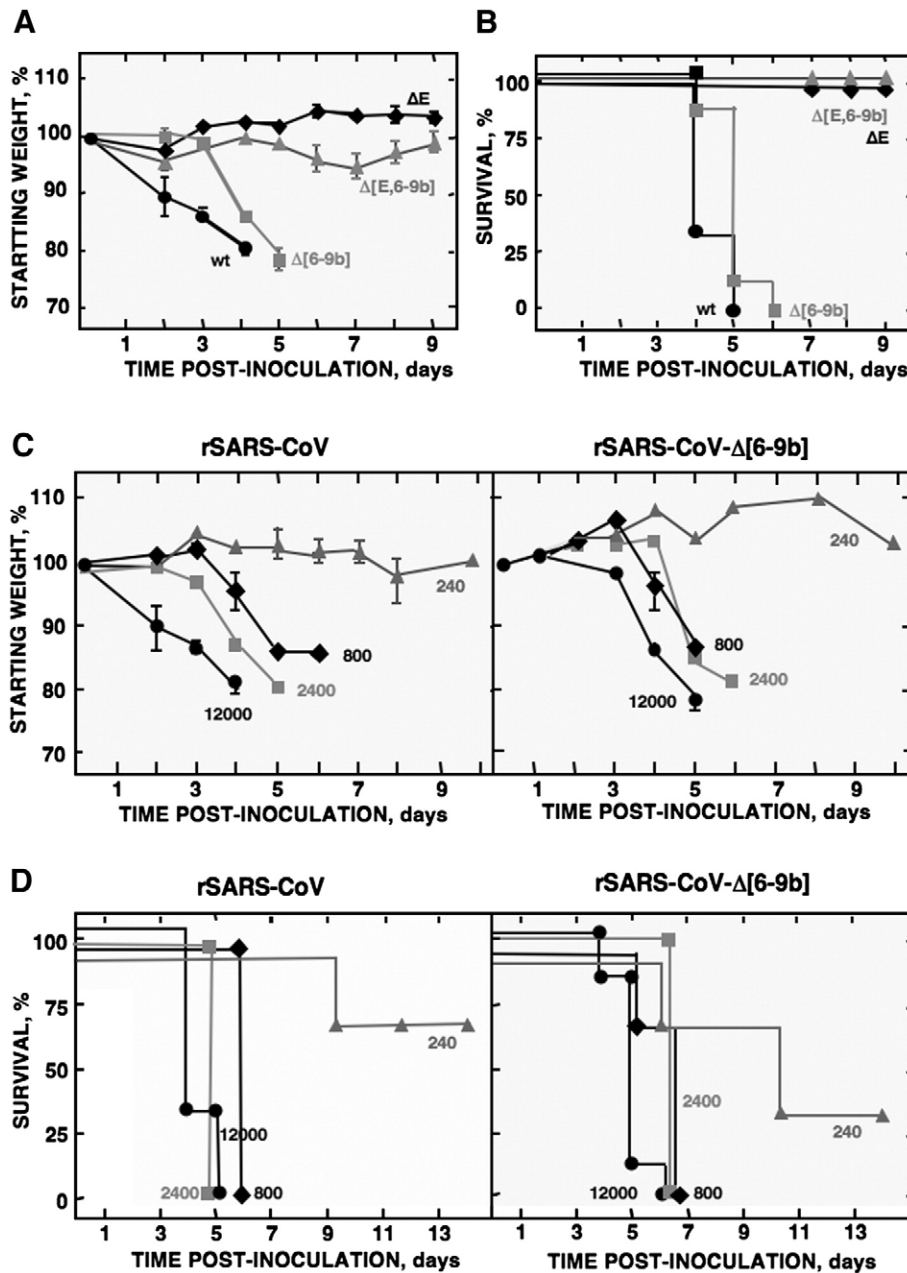 A
STARTTING WEIGHT, %
110
100
90
80
70
ΔE
Δ[E,6-9b]
wt
Δ[6-9b]
1 3 5 7 9
TIME POST-INOCULATION, days
B
SURVIVAL, %
100
75
50
25
0
Δ[E,6-9b]
ΔE
wt
Δ[6-9b]
1 3 5 7 9
TIME POST-INOCULATION, days
C
rSARS-CoV
rSARS-CoV-Δ[6-9b]
STARTING WEIGHT, %
110
100
90
80
70
240
800
2400
12000
1 3 5 7 9
TIME POST-INOCULATION, days
240
800
2400
12000
1 3 5 7 9
TIME POST-INOCULATION, days
D
rSARS-CoV
rSARS-CoV-Δ[6-9b]
SURVIVAL, %
100
75
50
25
0
240
12000
2400
800
1 3 5 7 9 11 13
TIME POST-INOCULATION, days
2400
240
12000
800
1 3 5 7 9 11 13
TIME POST-INOCULATION, days